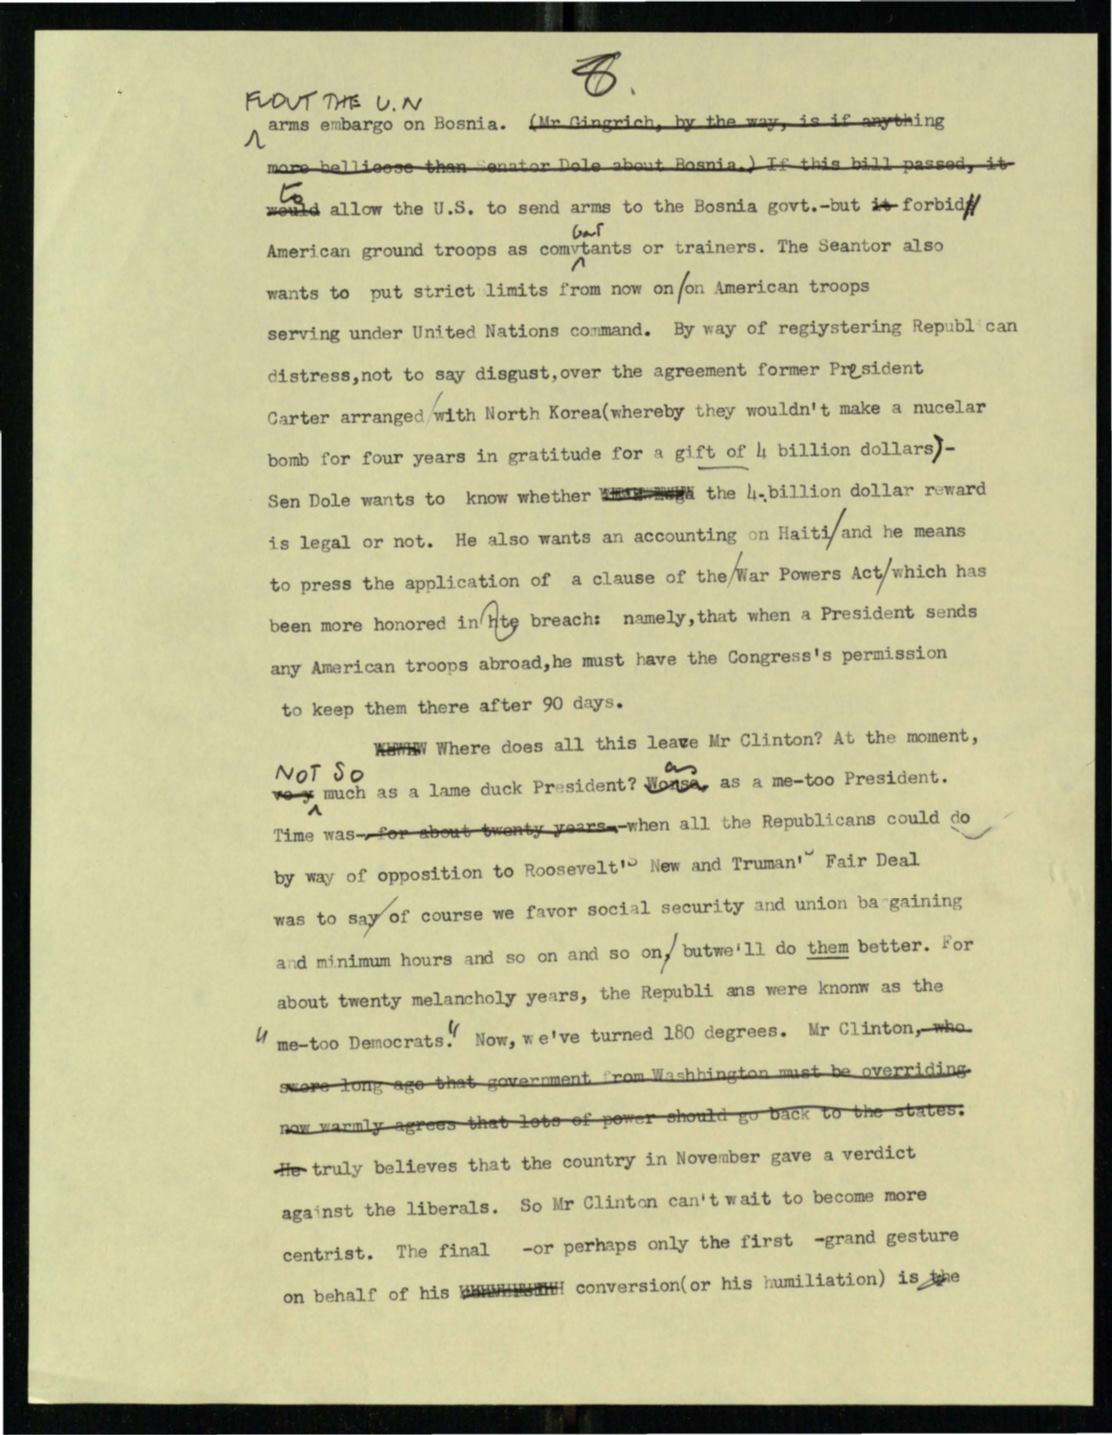 8.
FLOUT THE U.N
arms embargo on Bosnia. (Mr Gingrich, by the way, is if anything
more bellicose than Senator Dole about Bosnia.) If this bill passed, it
to
would allow the U.S. to send arms to the Bosnia govt.-but it forbid
bat
American ground troops as comvtants or trainers. The Seantor also
wants to put strict limits from now on/on American troops
serving under United Nations command. By way of regiystering Republican
distress,not to say disgust,over the agreement former President
Carter arranged/with North Korea(whereby they wouldn't make a nucelar
bomb for four years in gratitude for a gift of 4 billion dollars)-
Sen Dole wants to know whether the 4-billion dollar reward
is legal or not. He also wants an accounting on Haiti/and he means
to press the application of a clause of the/War Powers Act/which has
been more honored in hte breach: namely,that when a President sends
any American troops abroad,he must have the Congress's permission
to keep them there after 90 days.
Where does all this leave Mr Clinton? At the moment,
NOT SO as
very much as a lame duck President? Worse, as a me-too President.
Time was-,for about twenty years,-when all the Republicans could do
by way of opposition to Roosevelt's New and Truman's Fair Deal
was to say/of course we favor social security and union bargaining
and minimum hours and so on and so on,/ butwe'll do them better. For
about twenty melancholy years, the Republi ans were knonw as the
"me-too Democrats." Now, we've turned 180 degrees. Mr Clinton, who
swore long ago that government from Washhington must be overriding
now warmly agrees that lots of power should go back to the states.
He truly believes that the country in November gave a verdict
against the liberals. So Mr Clinton can't wait to become more
centrist. The final -or perhaps only the first -grand gesture
on behalf of his conversion(or his humiliation) is the